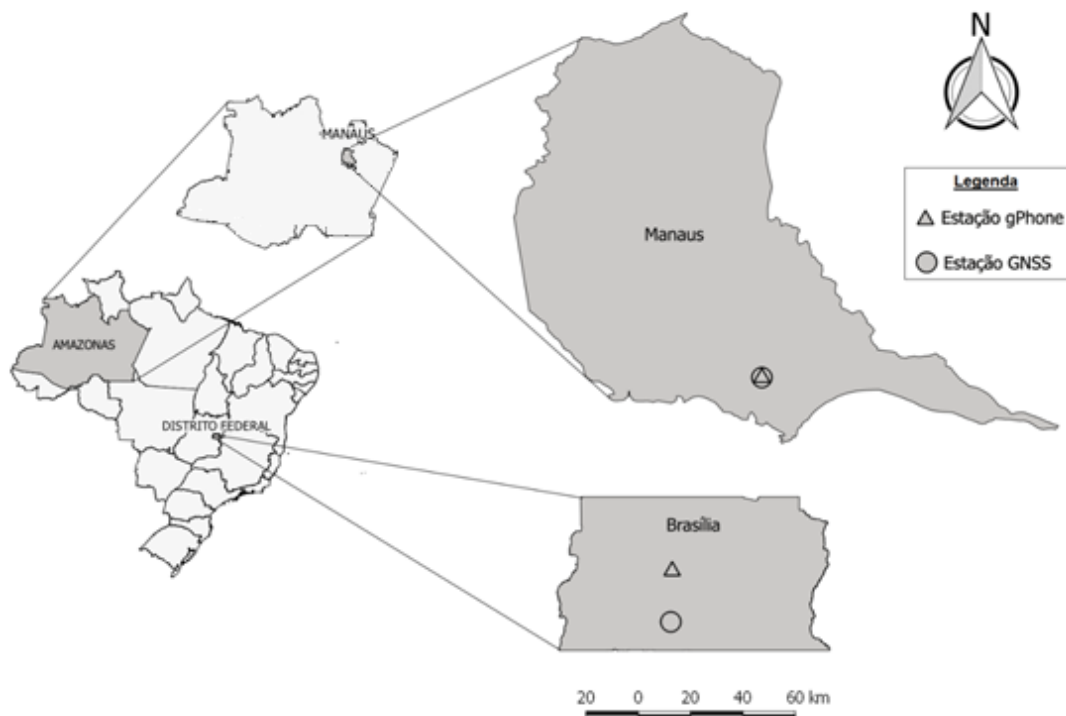 N
MANAUS
Legenda
Estação gPhone
Estação GNSS
Manaus
AMAZONAS
DISTRITO FEDERAL
Brasília
20 0 20 40 60 km